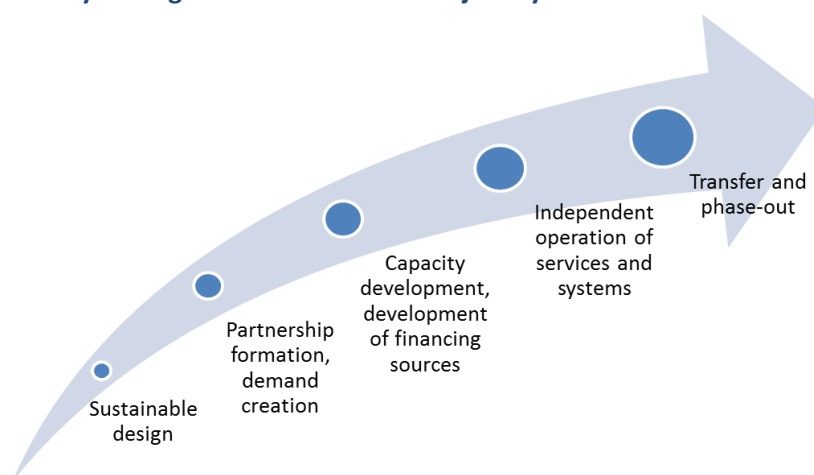 Sustainable
design
Partnership
formation,
demand
creation
Capacity
development,
development
of financing
sources
Independent
operation of
services and
systems
Transfer and
phase-out